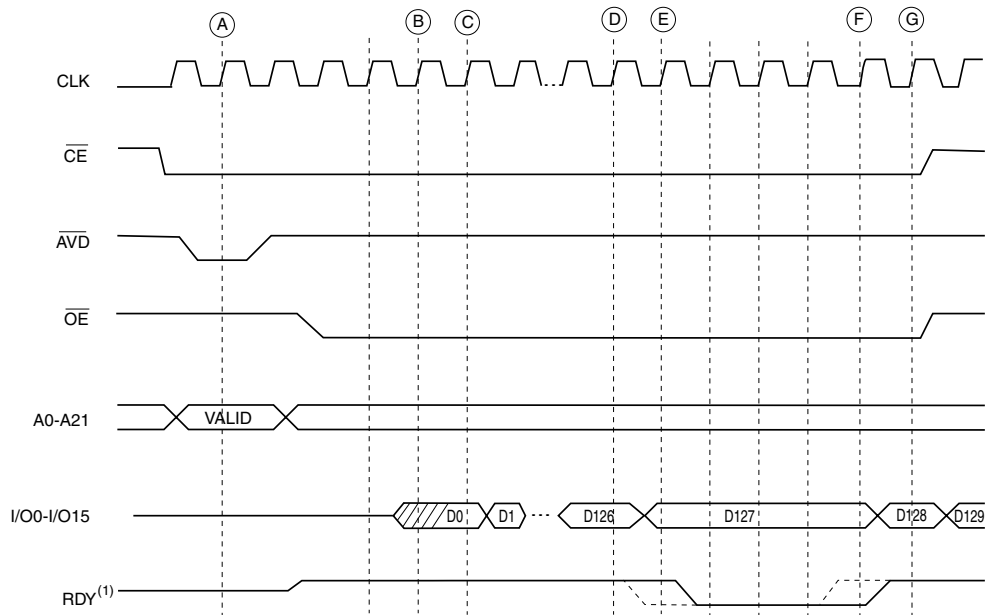 A B C D E F G
CLK
CE
AVD
OE
A0-A21 VALID
I/O0-I/O15 D0 D1 D126 D127 D128 D129
RDY(1)